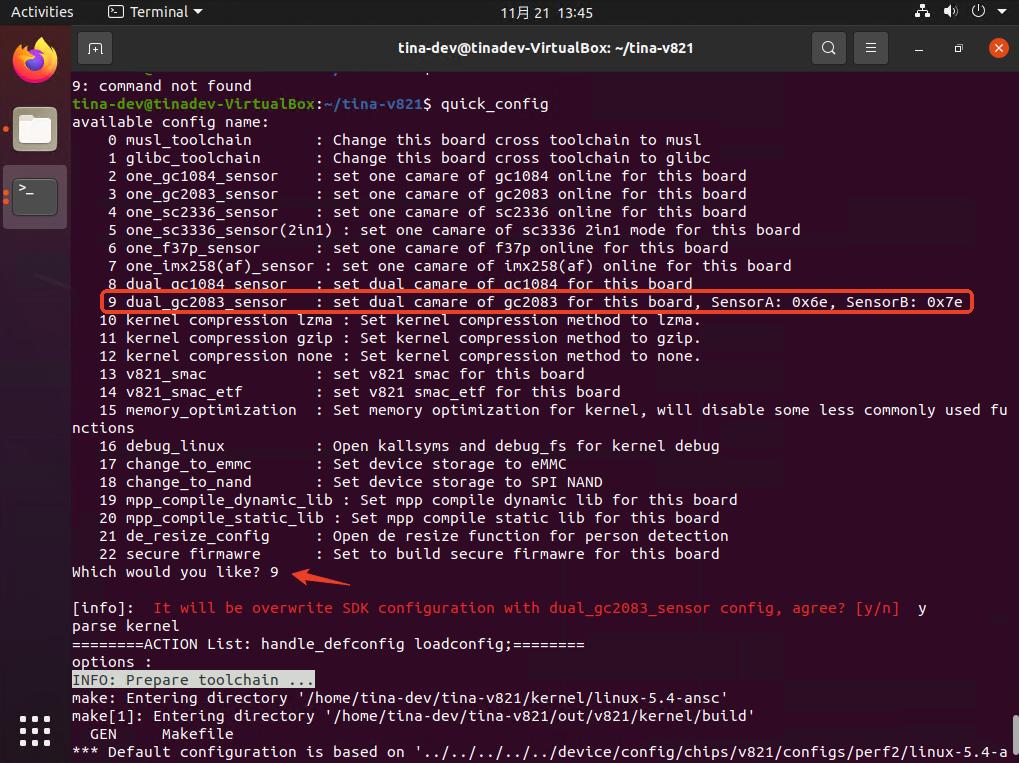 Activities
Terminal
11月 21 13:45
tina-dev@tinadev-VirtualBox: ~/tina-v821
9: command not found
tina-dev@tinadev-VirtualBox:~/tina-v821$ quick_config
available config name:
0 musl_toolchain : Change this board cross toolchain to musl
1 glibc_toolchain : Change this board cross toolchain to glibc
2 one_gc1084_sensor : set one camare of gc1084 online for this board
3 one_gc2083_sensor : set one camare of gc2083 online for this board
4 one_sc2336_sensor : set one camare of sc2336 online for this board
5 one_sc3336_sensor(2in1) : set one camare of sc3336 2in1 mode for this board
6 one_f37p_sensor : set one camare of f37p online for this board
7 one_imx258(af)_sensor : set one camare of imx258(af) online for this board
8 dual_gc1084_sensor : set dual camare of gc1084 for this board
9 dual_gc2083_sensor : set dual camare of gc2083 for this board, SensorA: 0x6e, SensorB: 0x7e
10 kernel compression lzma : Set kernel compression method to lzma.
11 kernel compression gzip : Set kernel compression method to gzip.
12 kernel compression none : Set kernel compression method to none.
13 v821_smac : set v821 smac for this board
14 v821_smac_etf : set v821 smac_etf for this board
15 memory_optimization : Set memory optimization for kernel, will disable some less commonly used fu
nctions
16 debug_linux : Open kallsyms and debug_fs for kernel debug
17 change_to_emmc : Set device storage to eMMC
18 change_to_nand : Set device storage to SPI NAND
19 mpp_compile_dynamic_lib : Set mpp compile dynamic lib for this board
20 mpp_compile_static_lib : Set mpp compile static lib for this board
21 de_resize_config : Open de resize function for person detection
22 secure firmawre : Set to build secure firmawre for this board
Which would you like? 9
[info]: It will be overwrite SDK configuration with dual_gc2083_sensor config, agree? [y/n] y
parse kernel
========ACTION List: handle_defconfig loadconfig;========
options :
INFO: Prepare toolchain ...
make: Entering directory '/home/tina-dev/tina-v821/kernel/linux-5.4-ansc'
make[1]: Entering directory '/home/tina-dev/tina-v821/out/v821/kernel/build'
GEN Makefile
*** Default configuration is based on '../../../../../device/config/chips/v821/configs/perf2/linux-5.4-a